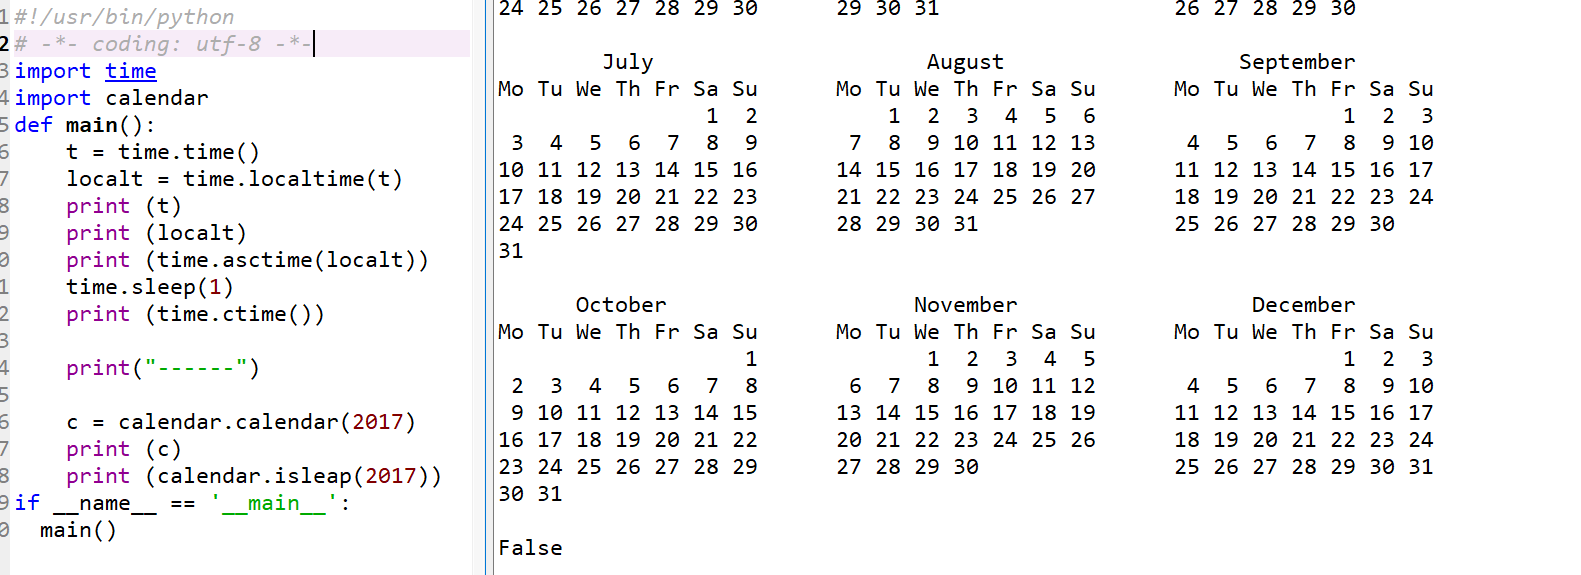 1 #!/usr/bin/python
2 # -*- coding: utf-8 -*-
3 import time
4 import calendar
5 def main():
6     t = time.time()
7     localt = time.localtime(t)
8     print (t)
9     print (localt)
0     print (time.asctime(localt))
1     time.sleep(1)
2     print (time.ctime())
3
4     print("------")
5
6     c = calendar.calendar(2017)
7     print (c)
8     print (calendar.isleap(2017))
9 if __name__ == '__main__':
0   main()
24 25 26 27 28 29 30      29 30 31                  26 27 28 29 30
        July                     August                  September
Mo Tu We Th Fr Sa Su      Mo Tu We Th Fr Sa Su      Mo Tu We Th Fr Sa Su
                1  2          1  2  3  4  5  6                   1  2  3
 3  4  5  6  7  8  9       7  8  9 10 11 12 13       4  5  6  7  8  9 10
10 11 12 13 14 15 16      14 15 16 17 18 19 20      11 12 13 14 15 16 17
17 18 19 20 21 22 23      21 22 23 24 25 26 27      18 19 20 21 22 23 24
24 25 26 27 28 29 30      28 29 30 31               25 26 27 28 29 30
31
      October                   November                  December
Mo Tu We Th Fr Sa Su      Mo Tu We Th Fr Sa Su      Mo Tu We Th Fr Sa Su
                   1             1  2  3  4  5                   1  2  3
 2  3  4  5  6  7  8       6  7  8  9 10 11 12       4  5  6  7  8  9 10
 9 10 11 12 13 14 15      13 14 15 16 17 18 19      11 12 13 14 15 16 17
16 17 18 19 20 21 22      20 21 22 23 24 25 26      18 19 20 21 22 23 24
23 24 25 26 27 28 29      27 28 29 30               25 26 27 28 29 30 31
30 31
False